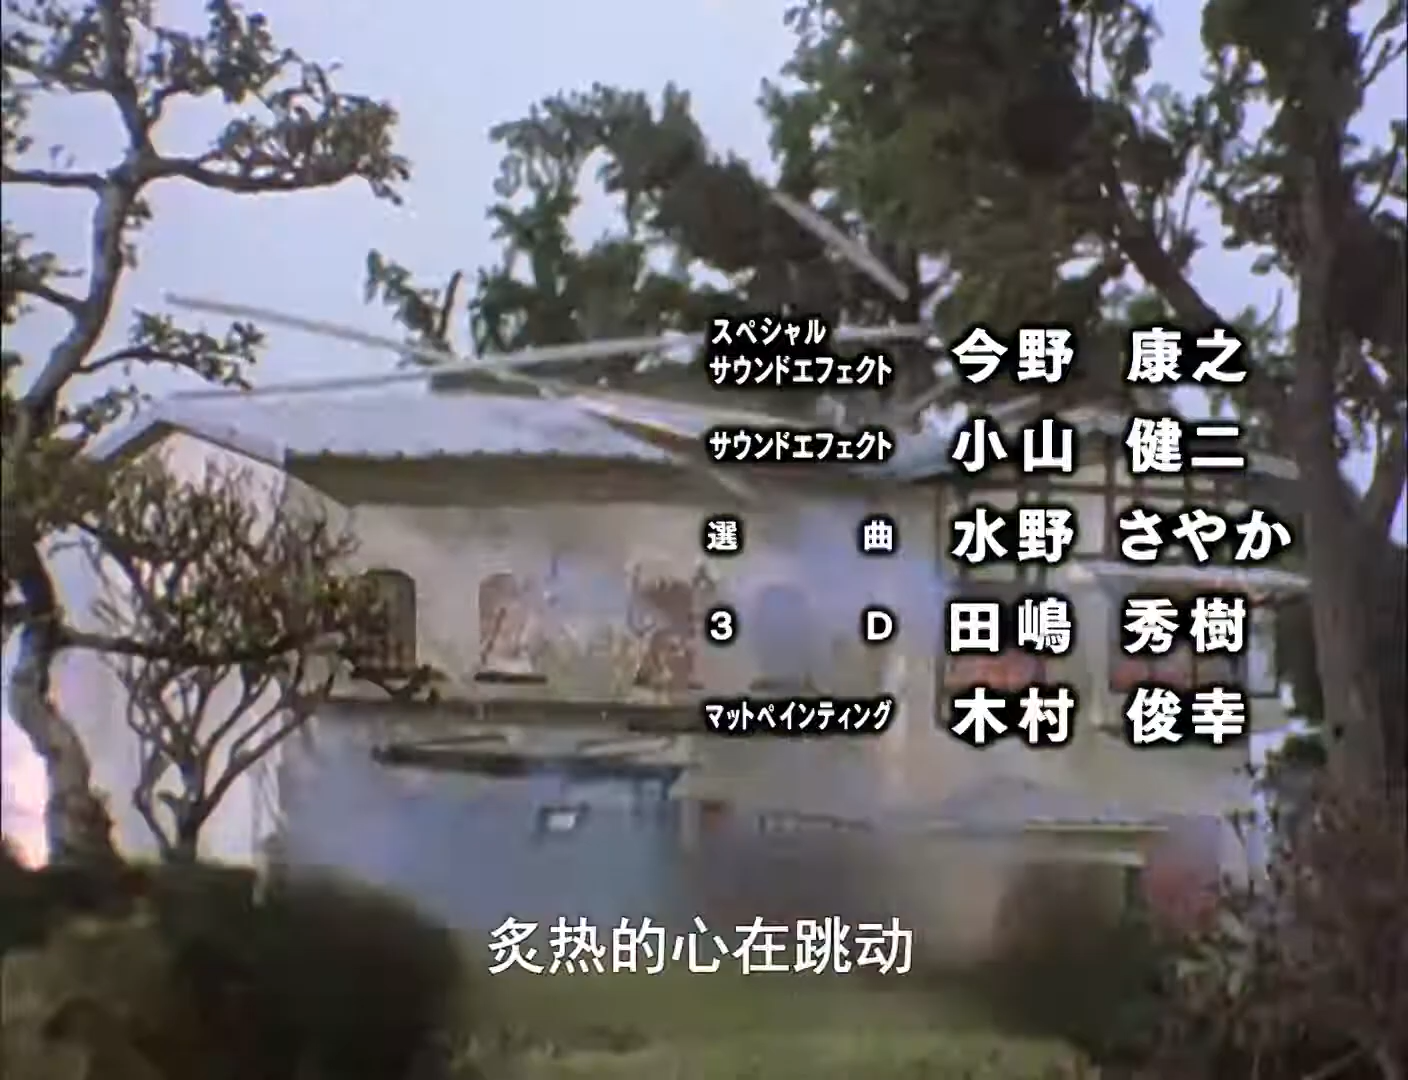 スペシャル
サウンドエフェクト 今野 康之
サウンドエフェクト 小山 健二
選曲 水野 さやか
3D 田嶋 秀樹
マットペインティング 木村 俊幸
炙热的心在跳动